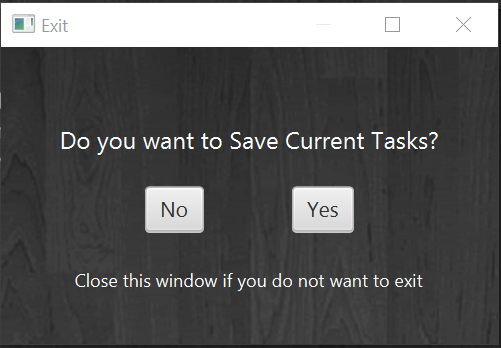 Exit
Do you want to Save Current Tasks?
No Yes
Close this window if you do not want to exit